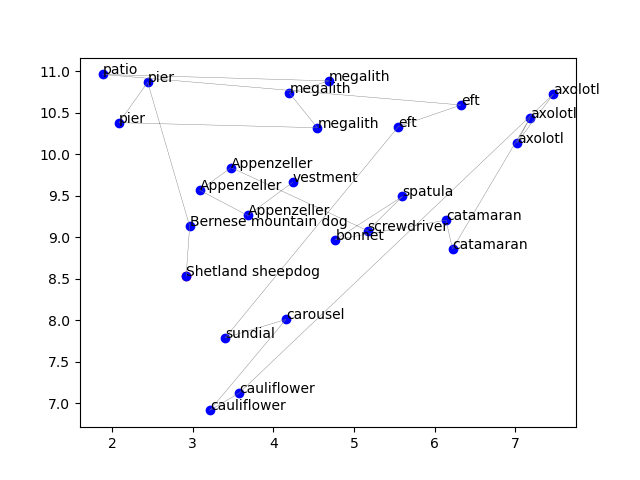 11.0
10.5
10.0
9.5
9.0
8.5
8.0
7.5
7.0
2 3 4 5 6 7
patio
pier
megalith
megalith
eft
axolotl
axolotl
axolotl
pier
megalith
eft
Appenzeller
vestment
Appenzeller
spatula
Appenzeller
catamaran
Bernese mountain dog
screwdriver
bonnet
catamaran
Shetland sheepdog
carousel
sundial
cauliflower
cauliflower